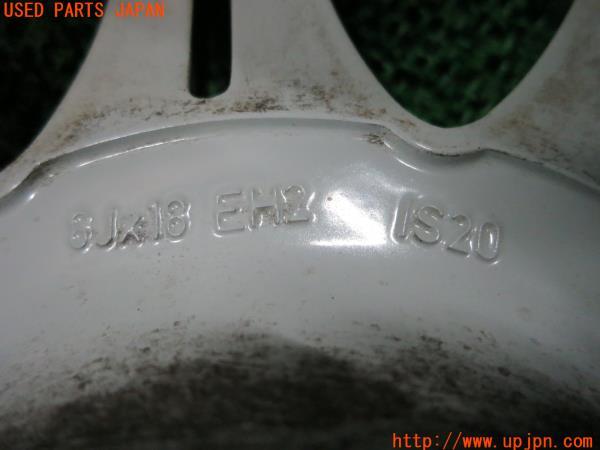 USED PARTS JAPAN
8Jx18 EH2 IS20
http://www.upjpn.com/